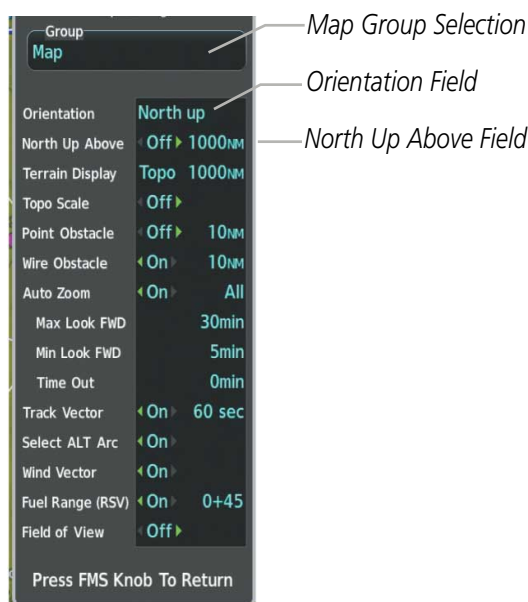 Group
Map
Map Group Selection
Orientation Field
Orientation North up
North Up Above Off 1000NM
North Up Above Field
Terrain Display Topo 1000NM
Topo Scale Off
Point Obstacle Off 10NM
Wire Obstacle On 10NM
Auto Zoom On All
Max Look FWD 30min
Min Look FWD 5min
Time Out 0min
Track Vector On 60 sec
Select ALT Arc On
Wind Vector On
Fuel Range (RSV) On 0+45
Field of View Off
Press FMS Knob To Return